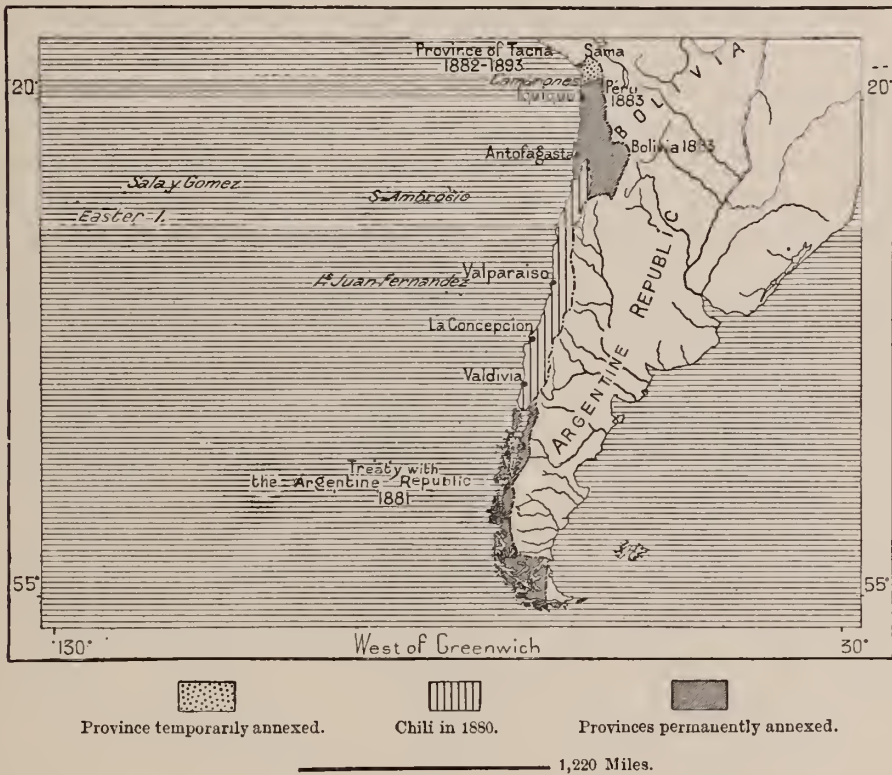 Province of Tacna
1882-1893
Sama
Camarones
Iquique
Peru
1883
BOLIVIA
20°
20°
Antofagasta
Bolivia 1883
Sala y Gomez
S. Ambrosio
Easter I.
Is. Juan Fernandez
Valparaiso
ARGENTINE REPUBLIC
La Concepcion
Valdivia
Treaty with
the Argentine Republic
1881
55°
55°
130°
West of Greenwich
30°
Province temporarily annexed.
Chili in 1880.
Provinces permanently annexed.
1,220 Miles.